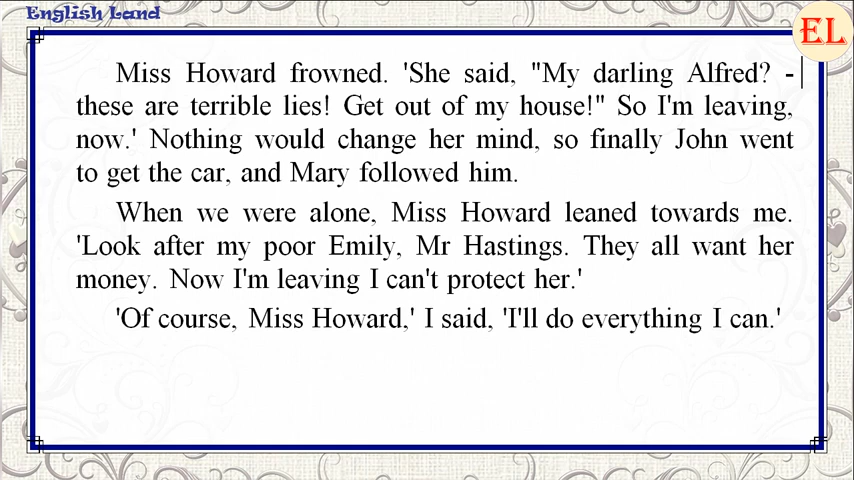 English Land
EL
Miss Howard frowned. 'She said, "My darling Alfred? -
these are terrible lies! Get out of my house!" So I'm leaving,
now.' Nothing would change her mind, so finally John went
to get the car, and Mary followed him.
When we were alone, Miss Howard leaned towards me.
'Look after my poor Emily, Mr Hastings. They all want her
money. Now I'm leaving I can't protect her.'
'Of course, Miss Howard,' I said, 'I'll do everything I can.'